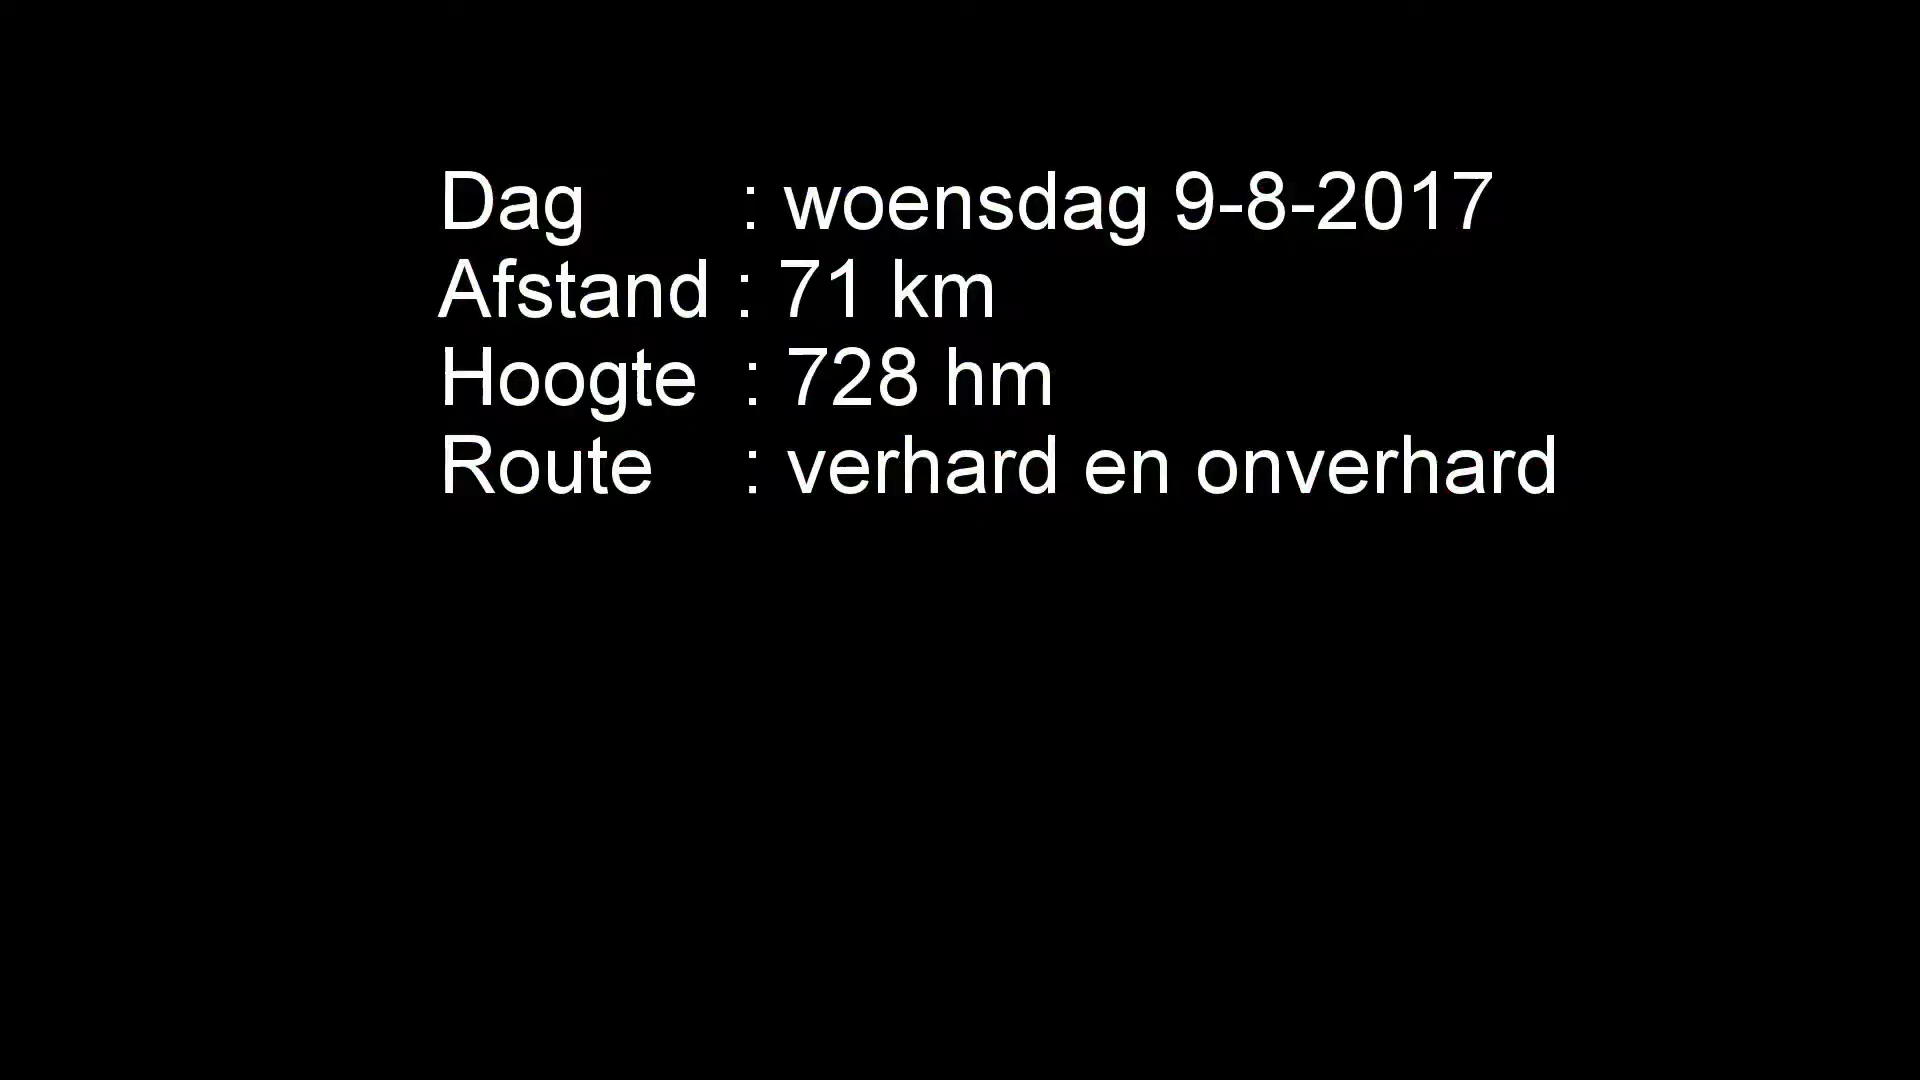 Dag : woensdag 9-8-2017
Afstand : 71 km
Hoogte : 728 hm
Route : verhard en onverhard